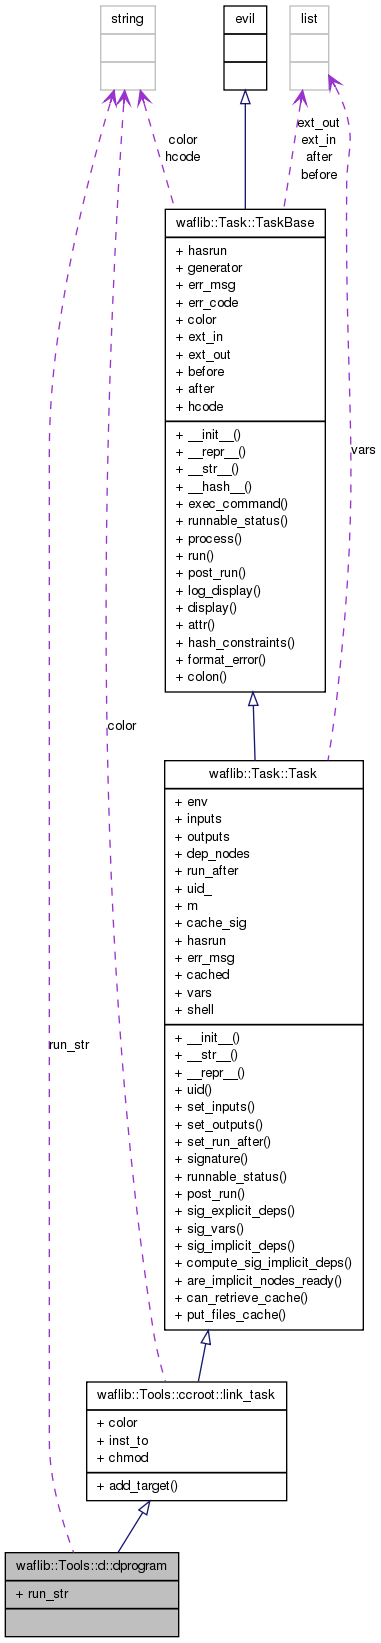 string
evil
list
color
hcode
ext_out
ext_in
after
before
waflib::Task::TaskBase
+ hasrun
+ generator
+ err_msg
+ err_code
+ color
+ ext_in
+ ext_out
+ before
+ after
+ hcode
+ __init__()
+ __repr__()
+ __str__()
+ __hash__()
+ exec_command()
+ runnable_status()
+ process()
+ run()
+ post_run()
+ log_display()
+ display()
+ attr()
+ hash_constraints()
+ format_error()
+ colon()
vars
color
waflib::Task::Task
+ env
+ inputs
+ outputs
+ dep_nodes
+ run_after
+ uid_
+ m
+ cache_sig
+ hasrun
+ err_msg
+ cached
+ vars
+ shell
+ __init__()
+ __str__()
+ __repr__()
+ uid()
+ set_inputs()
+ set_outputs()
+ set_run_after()
+ signature()
+ runnable_status()
+ post_run()
+ sig_explicit_deps()
+ sig_vars()
+ sig_implicit_deps()
+ compute_sig_implicit_deps()
+ are_implicit_nodes_ready()
+ can_retrieve_cache()
+ put_files_cache()
run_str
waflib::Tools::ccroot::link_task
+ color
+ inst_to
+ chmod
+ add_target()
waflib::Tools::d::dprogram
+ run_str